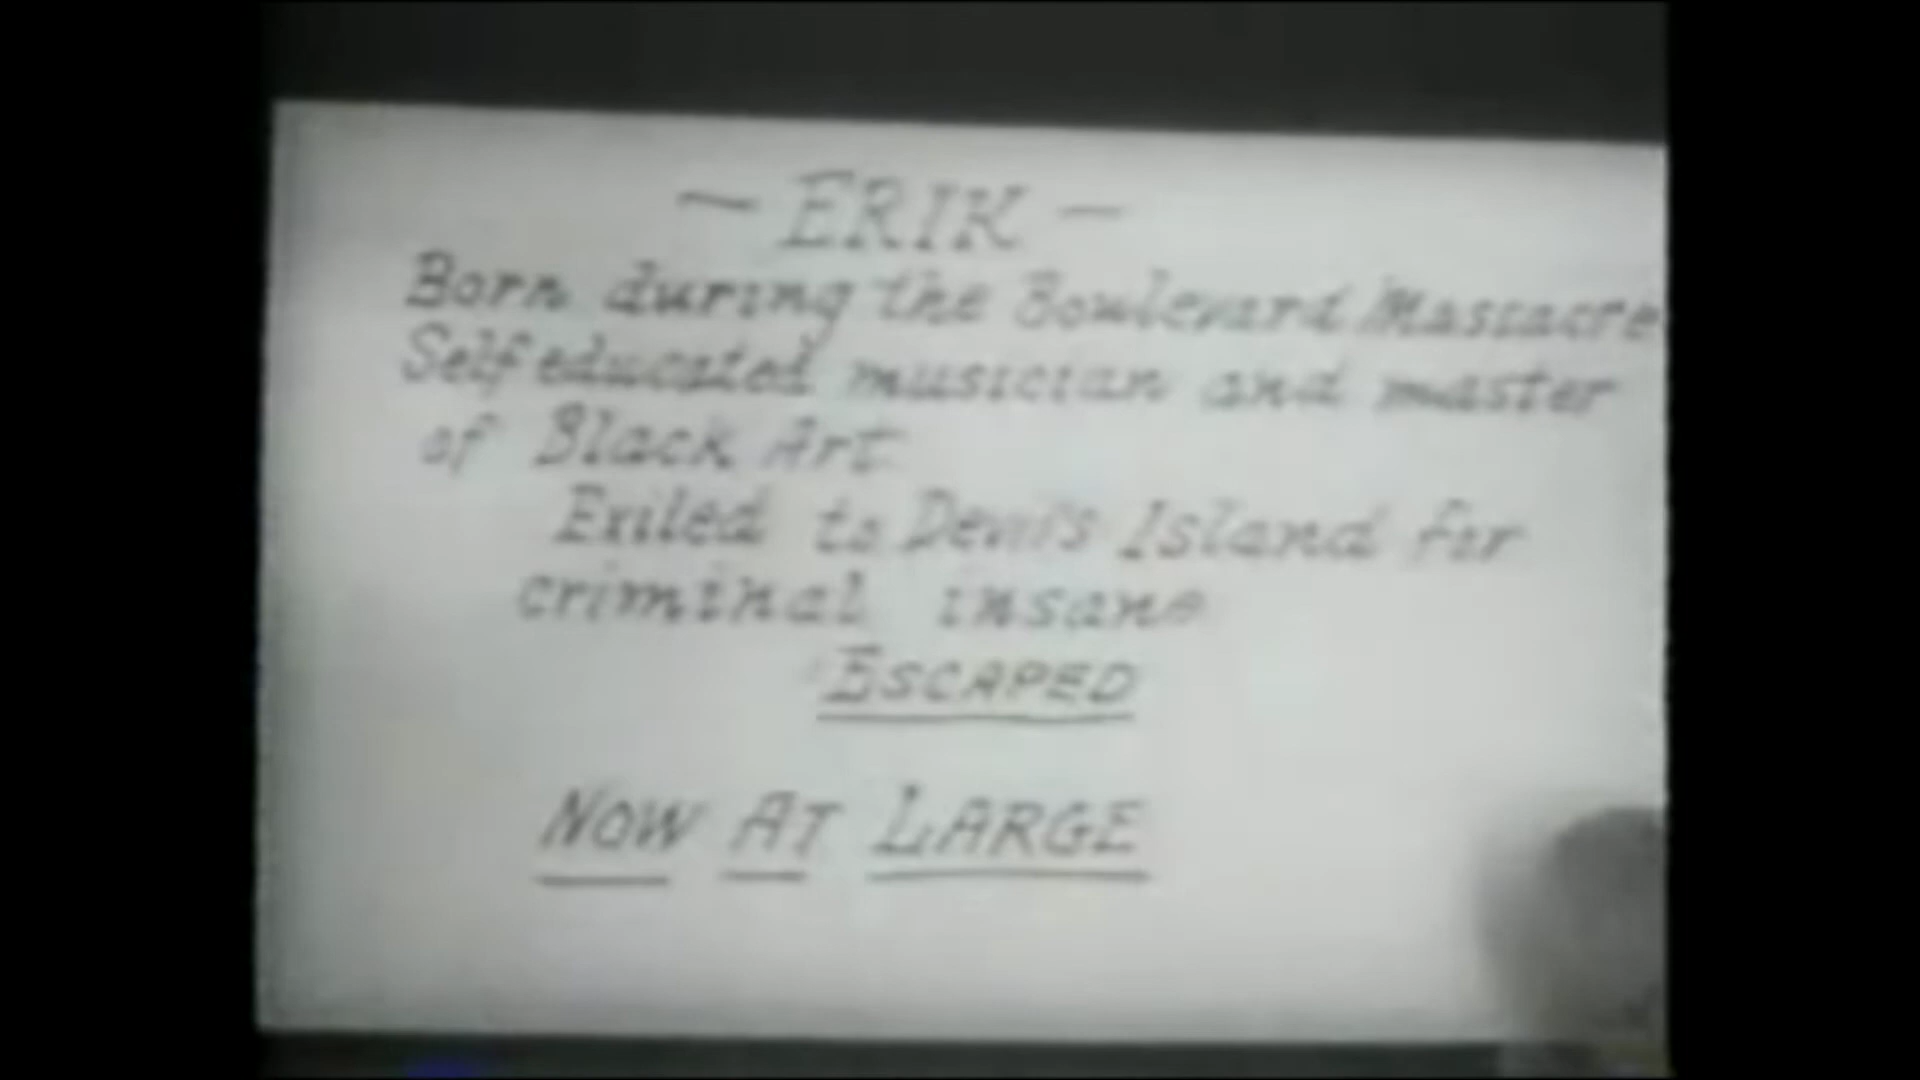 — ERIK —
Born during the Boulevard Massacre
Self educated musician and master
of Black Art
Exiled to Devil's Island for
criminal insane
ESCAPED
NOW AT LARGE